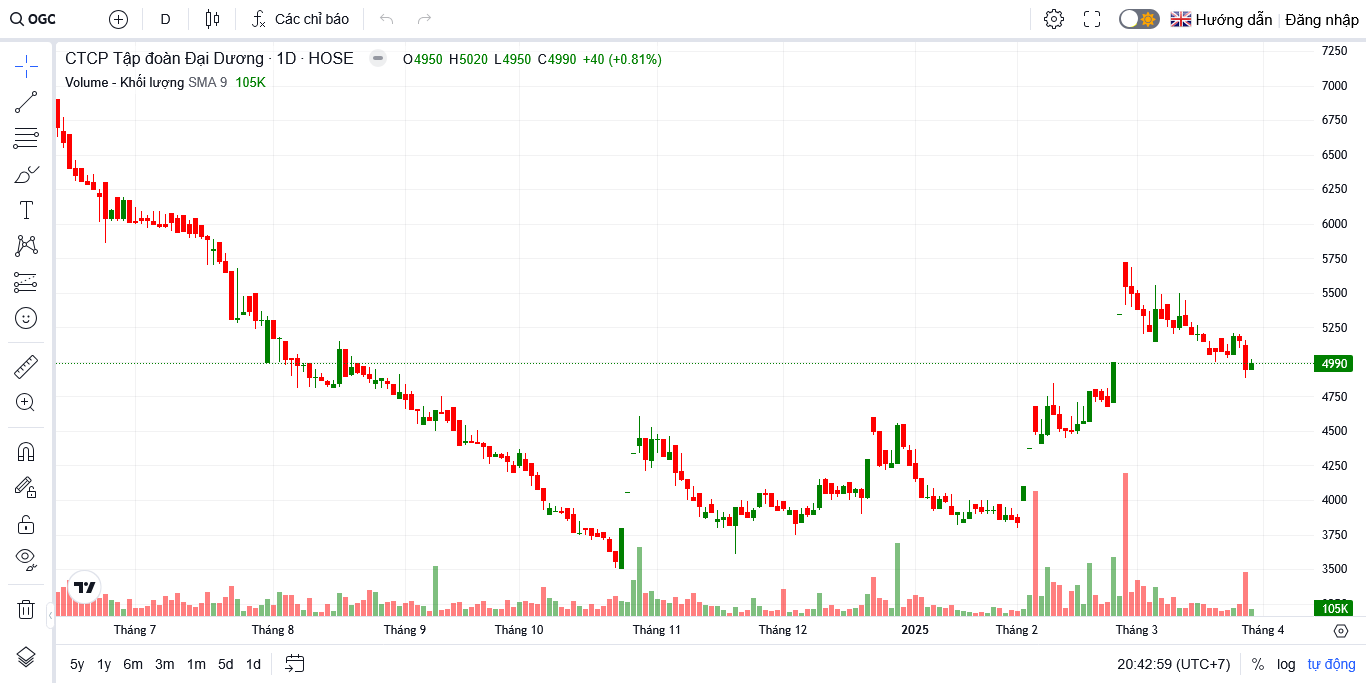 OGC D Các chỉ báo Hướng dẫn Đăng nhập
CTCP Tập đoàn Đại Dương · 1D · HOSE O4950 H5020 L4950 C4990 +40 (+0.81%)
Volume - Khối lượng SMA 9 105K
7250
7000
6750
6500
6250
6000
5750
5500
5250
4990
4750
4500
4250
4000
3750
3500
105K
Tháng 7 Tháng 8 Tháng 9 Tháng 10 Tháng 11 Tháng 12 2025 Tháng 2 Tháng 3 Tháng 4
5y 1y 6m 3m 1m 5d 1d 20:42:59 (UTC+7) % log tự động